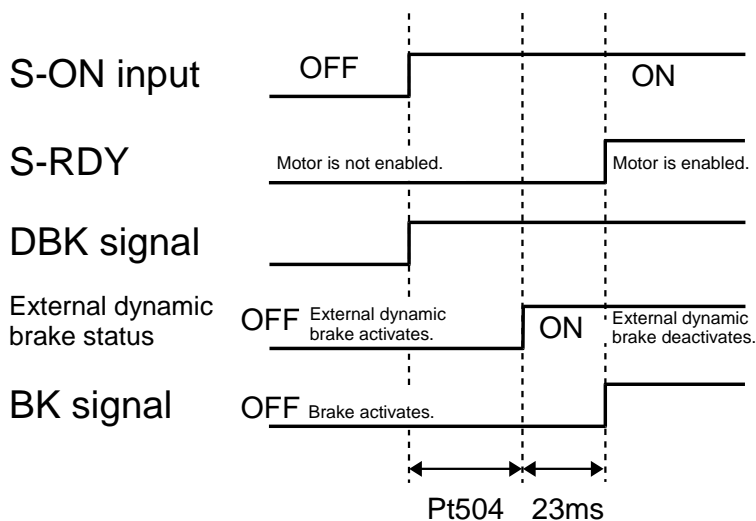 S-ON input
OFF
ON
S-RDY
Motor is not enabled.
Motor is enabled.
DBK signal
External dynamic
brake status
OFF
External dynamic
brake activates.
ON
External dynamic
brake deactivates.
BK signal
OFF
Brake activates.
Pt504
23ms